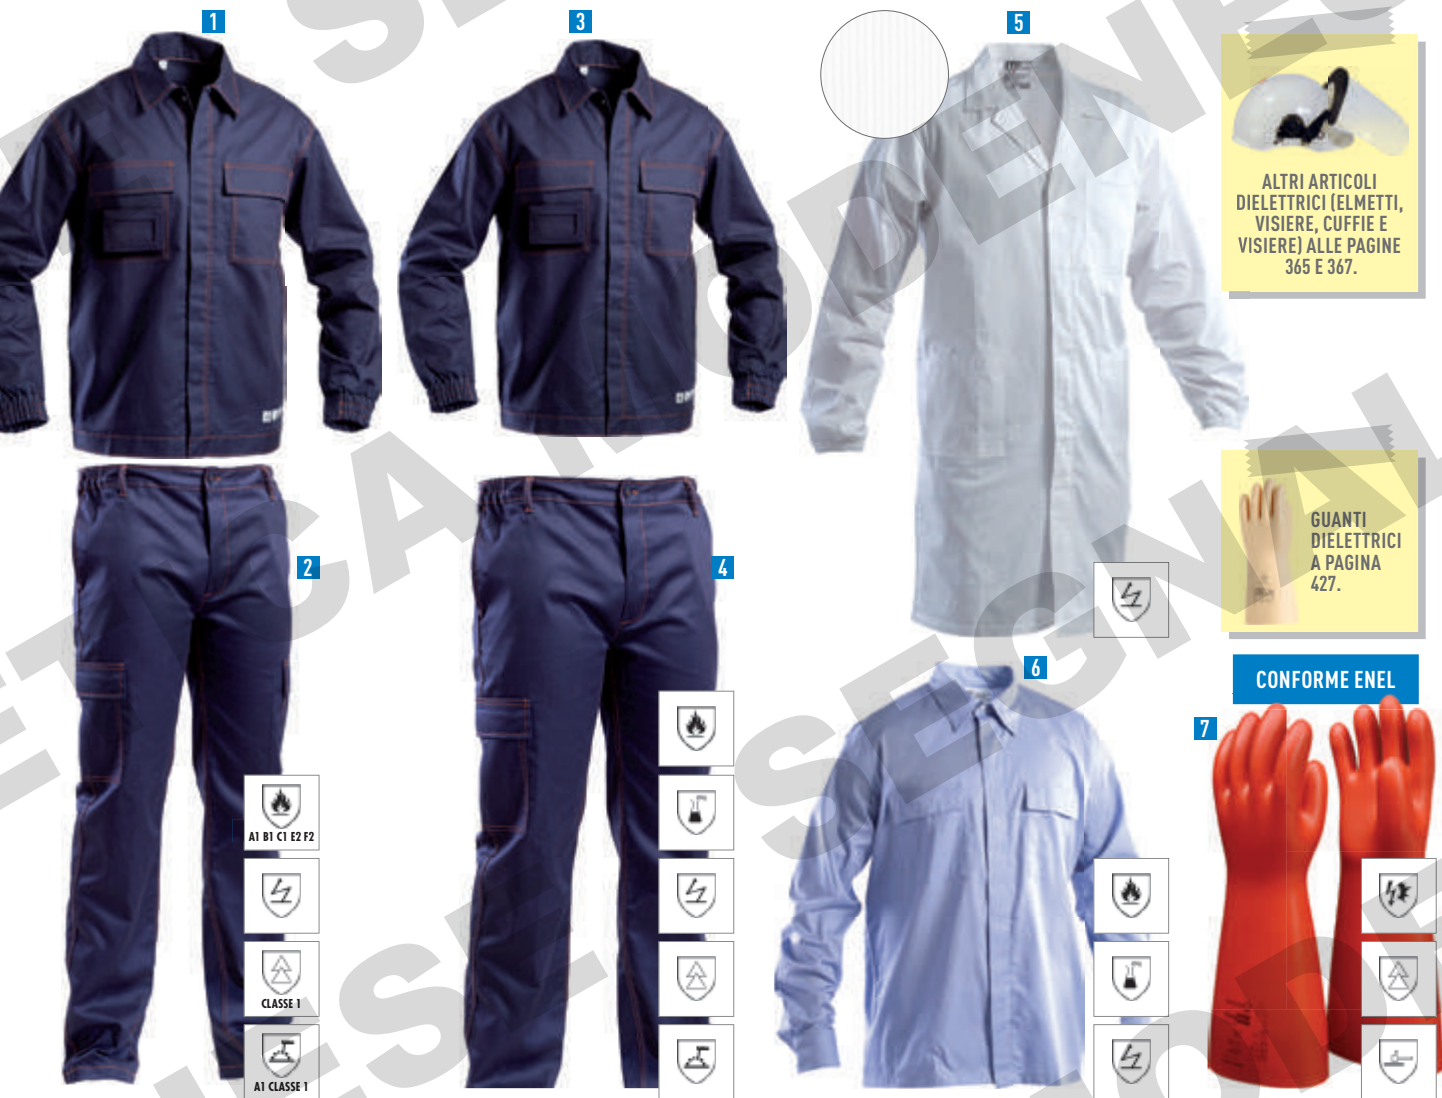 1
3
5
ALTRI ARTICOLI
DIELETTRICI (ELMETTI,
VISIERE, CUFFIE E
VISIERE) ALLE PAGINE
365 E 367.
GUANTI
DIELETTRICI
A PAGINA
427.
2
4
6
CONFORME ENEL
7
A1 B1 C1 E2 F2
CLASSE 1
A1 CLASSE 1